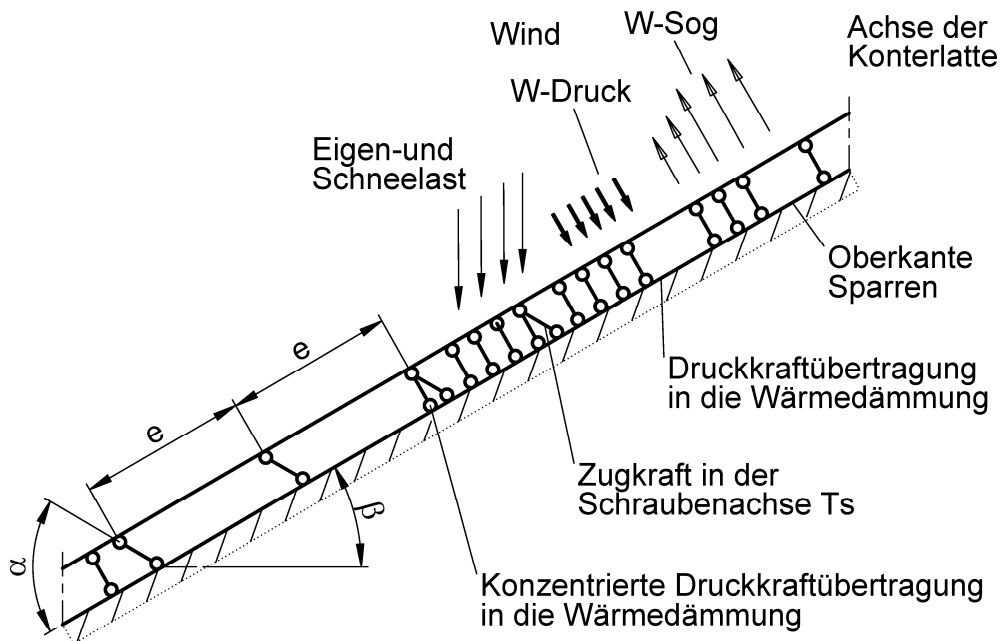 Wind
W-Sog
Achse der
Konterlatte
W-Druck
Eigen-und
Schneelast
Oberkante
Sparren
e
e
Druckkraftübertragung
in die Wärmedämmung
Zugkraft in der
Schraubenachse Ts
β
α
Konzentrierte Druckkraftübertragung
in die Wärmedämmung